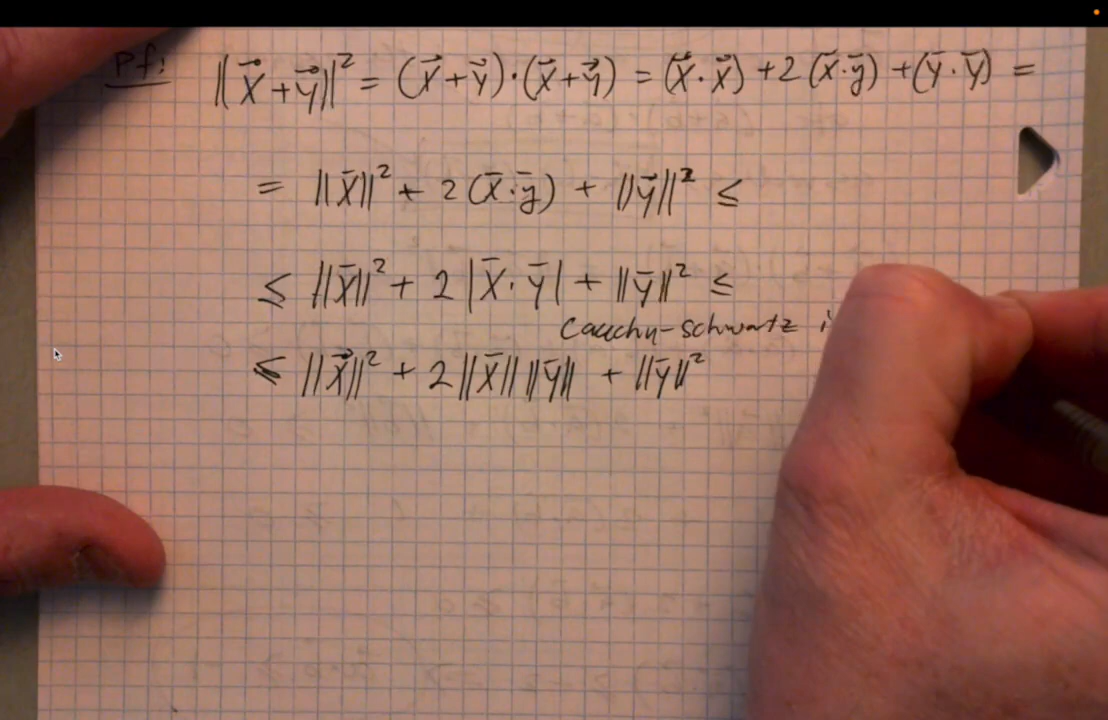 Pf: ||x⃗+y⃗||² = (x⃗+y⃗)·(x⃗+y⃗) = (x⃗·x⃗) + 2(x̄·ȳ) + (ȳ·ȳ) =
= ||x̄||² + 2(x̄·ȳ) + ||ȳ||² ≤
≤ ||x̄||² + 2|x̄·ȳ| + ||ȳ||² ≤
Cauchy-schwartz i
≤ ||x⃗||² + 2||x̄|| ||ȳ|| + ||ȳ||²